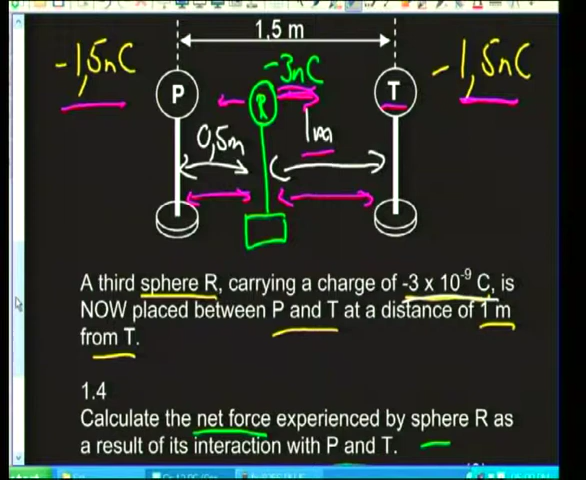 1,5 m
-1,5nC
-3nC
-1,5nC
P
R
T
0,5m
1m
A third sphere R, carrying a charge of -3 x 10⁻⁹ C, is
NOW placed between P and T at a distance of 1 m
from T.
1.4
Calculate the net force experienced by sphere R as
a result of its interaction with P and T.